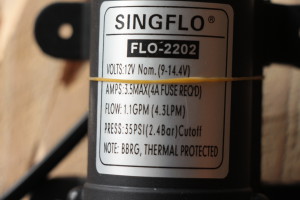 SINGFLO®
FLO-2202
VOLTS:12V Nom.(9-14.4V)
AMPS:3.5MAX(4A FUSE REQ'D)
FLOW:1.1GPM (4.3LPM)
PRESS:35PSI(2.4Bar)Cutoff
NOTE: BBRG, THERMAL PROTECTED